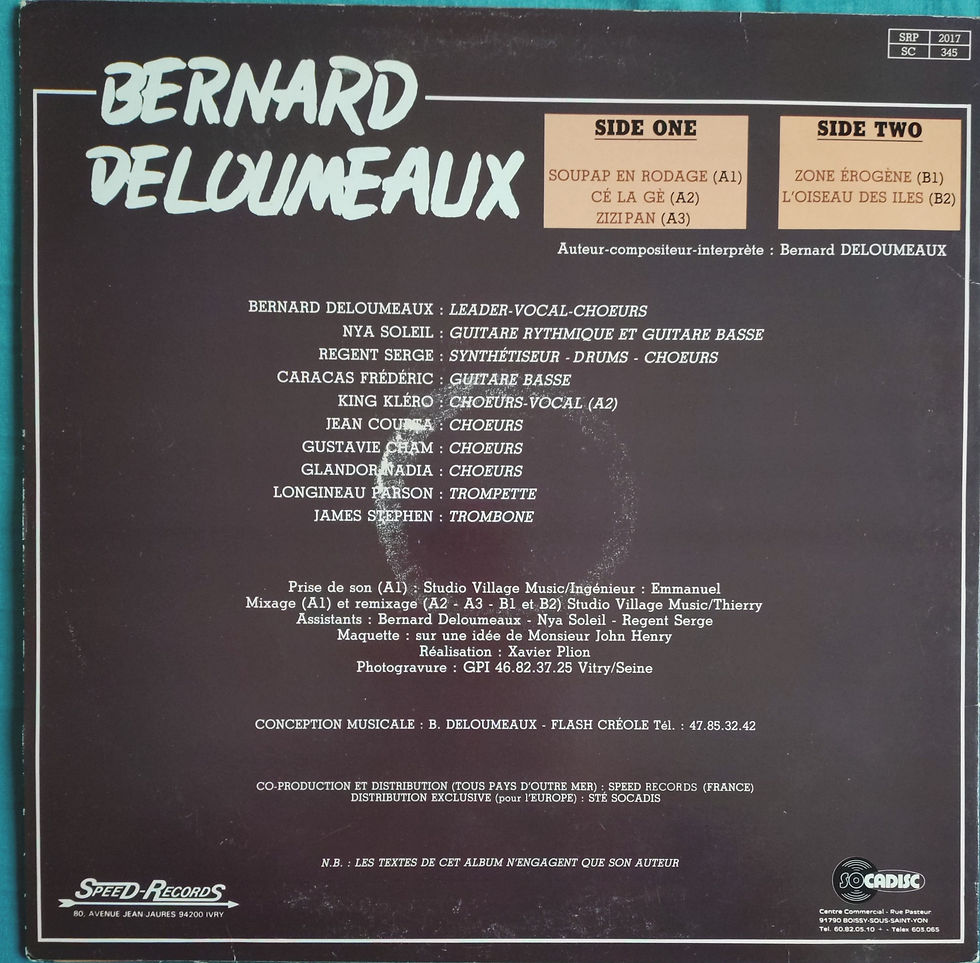 SRP 2017
SC 345
BERNARD
DELOUMEAUX
SIDE ONE
SOUPAP EN RODAGE (A1)
CÉ LA GÈ (A2)
ZIZIPAN (A3)
SIDE TWO
ZONE ÉROGÈNE (B1)
L'OISEAU DES ILES (B2)
Auteur-compositeur-interprète : Bernard DELOUMEAUX
BERNARD DELOUMEAUX : LEADER-VOCAL-CHOEURS
NYA SOLEIL : GUITARE RYTHMIQUE ET GUITARE BASSE
REGENT SERGE : SYNTHÉTISEUR - DRUMS - CHOEURS
CARACAS FRÉDÉRIC : GUITARE BASSE
KING KLÉRO : CHOEURS-VOCAL (A2)
JEAN : CHOEURS
GUSTAVIE CHAM : CHOEURS
GLANDOR NADIA : CHOEURS
LONGINEAU PARSON : TROMPETTE
JAMES STEPHEN : TROMBONE
Prise de son (A1) : Studio Village Music/Ingénieur : Emmanuel
Mixage (A1) et remixage (A2 - A3 - B1 et B2) Studio Village Music/Thierry
Assistants : Bernard Deloumeaux - Nya Soleil - Regent Serge
Maquette : sur une idée de Monsieur John Henry
Réalisation : Xavier Plion
Photogravure : GPI 46.82.37.25 Vitry/Seine
CONCEPTION MUSICALE : B. DELOUMEAUX - FLASH CRÉOLE Tél. : 47.85.32.42
CO-PRODUCTION ET DISTRIBUTION (TOUS PAYS D'OUTRE MER) : SPEED RECORDS (FRANCE)
DISTRIBUTION EXCLUSIVE (pour l'EUROPE) : STÉ SOCADIS
N.B. : LES TEXTES DE CET ALBUM N'ENGAGENT QUE SON AUTEUR
SPEED-RECORDS
80, AVENUE JEAN JAURES 94200 IVRY
SOCADISC
Centre Commercial - Rue Pasteur
91790 BOISSY-SOUS-SAINT-YON
Tel. 60.82.05.10 + - Telex 603.065